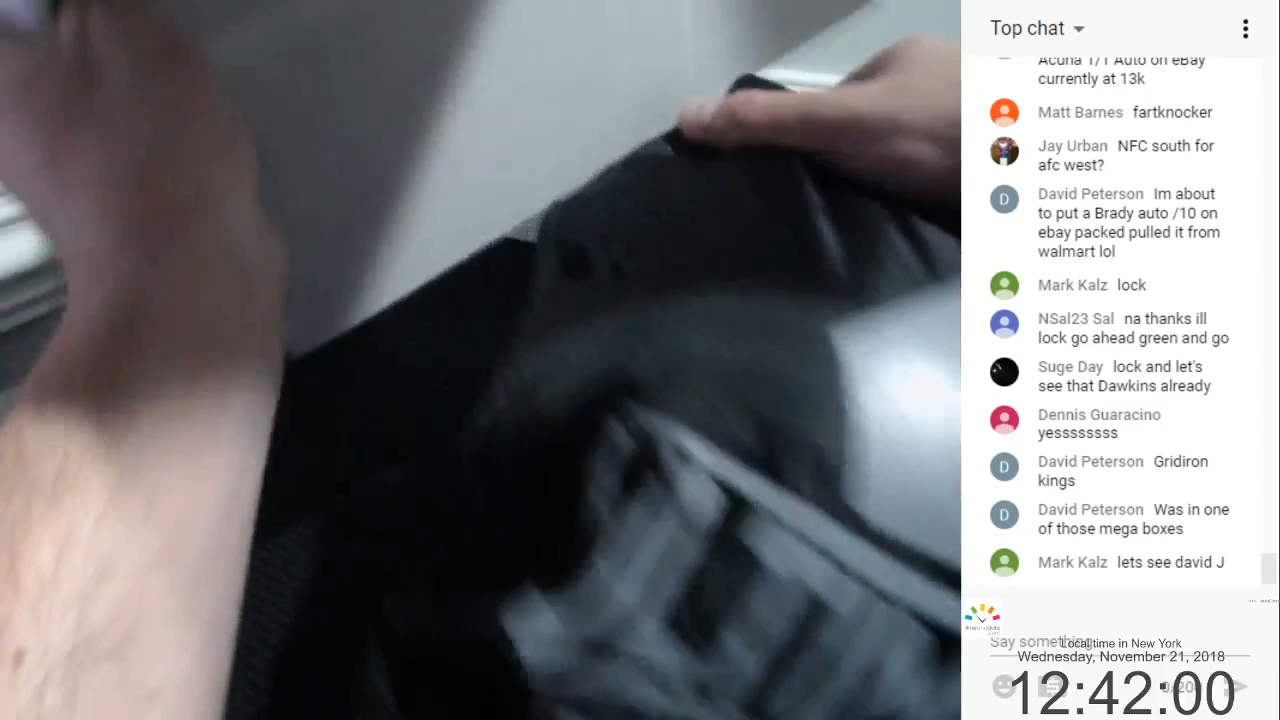 Top chat
Acuna 1/1 Auto on eBay
currently at 13k
Matt Barnes fartknocker
Jay Urban NFC south for
afc west?
D
David Peterson Im about
to put a Brady auto /10 on
ebay packed pulled it from
walmart lol
Mark Kalz lock
NSal23 Sal na thanks ill
lock go ahead green and go
Suge Day lock and let's
see that Dawkins already
Dennis Guaracino
yessssssss
D
David Peterson Gridiron
kings
D
David Peterson Was in one
of those mega boxes
Mark Kalz lets see david J
Say something...
Local time in New York
Wednesday, November 21, 2018
0/200
12:42:00